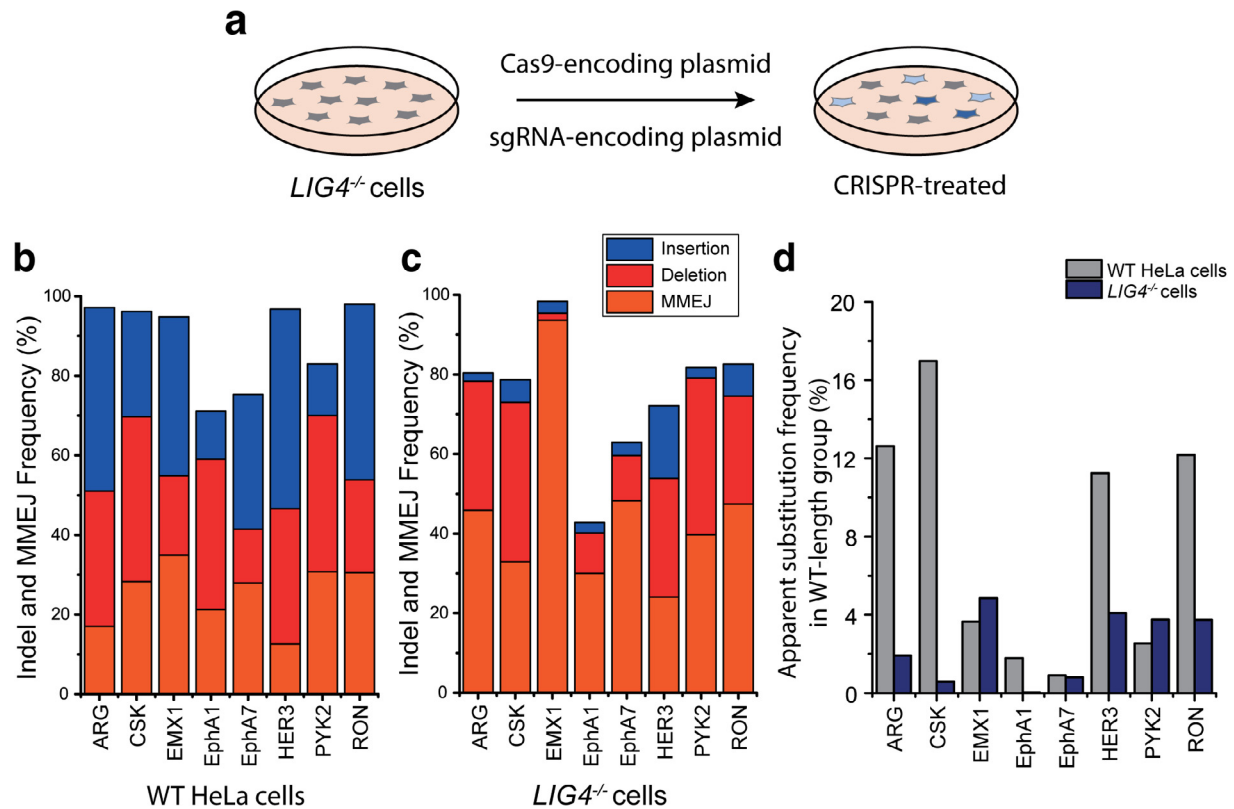 a
Cas9-encoding plasmid
sgRNA-encoding plasmid
LIG4-/- cells
CRISPR-treated
b
Indel and MMEJ Frequency (%)
100
80
60
40
20
0
ARG
CSK
EMX1
EphA1
EphA7
HER3
PYK2
RON
WT HeLa cells
c
Insertion
Deletion
MMEJ
Indel and MMEJ Frequency (%)
100
80
60
40
20
0
ARG
CSK
EMX1
EphA1
EphA7
HER3
PYK2
RON
LIG4-/- cells
d
WT HeLa cells
LIG4-/- cells
Apparent substitution frequency
in WT-length group (%)
20
16
12
8
4
0
ARG
CSK
EMX1
EphA1
EphA7
HER3
PYK2
RON